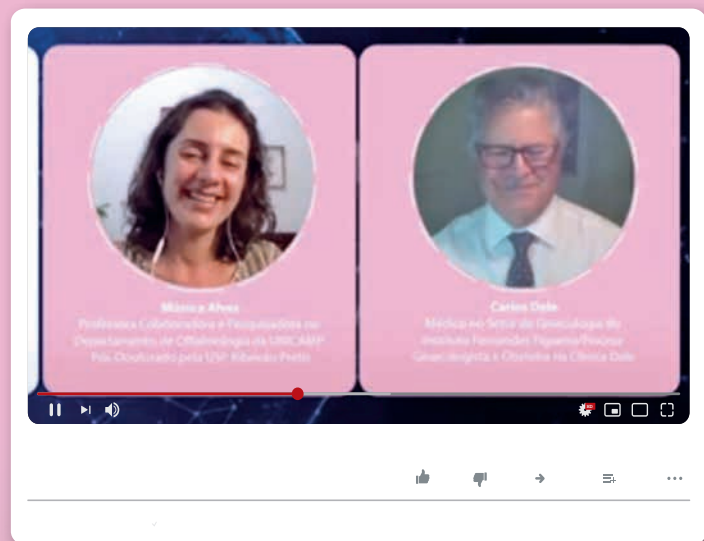 Mônica Alves
Professora Colaboradora e Pesquisadora no
Departamento de Oftalmologia da UNICAMP
Pós-Doutorado pela USP Ribeirão Preto
Carlos Dale
Médico no Setor de Ginecologia do
Instituto Fernandes Figueira/Fiocruz
Ginecologista e Obstetra na Clínica Dale
HD